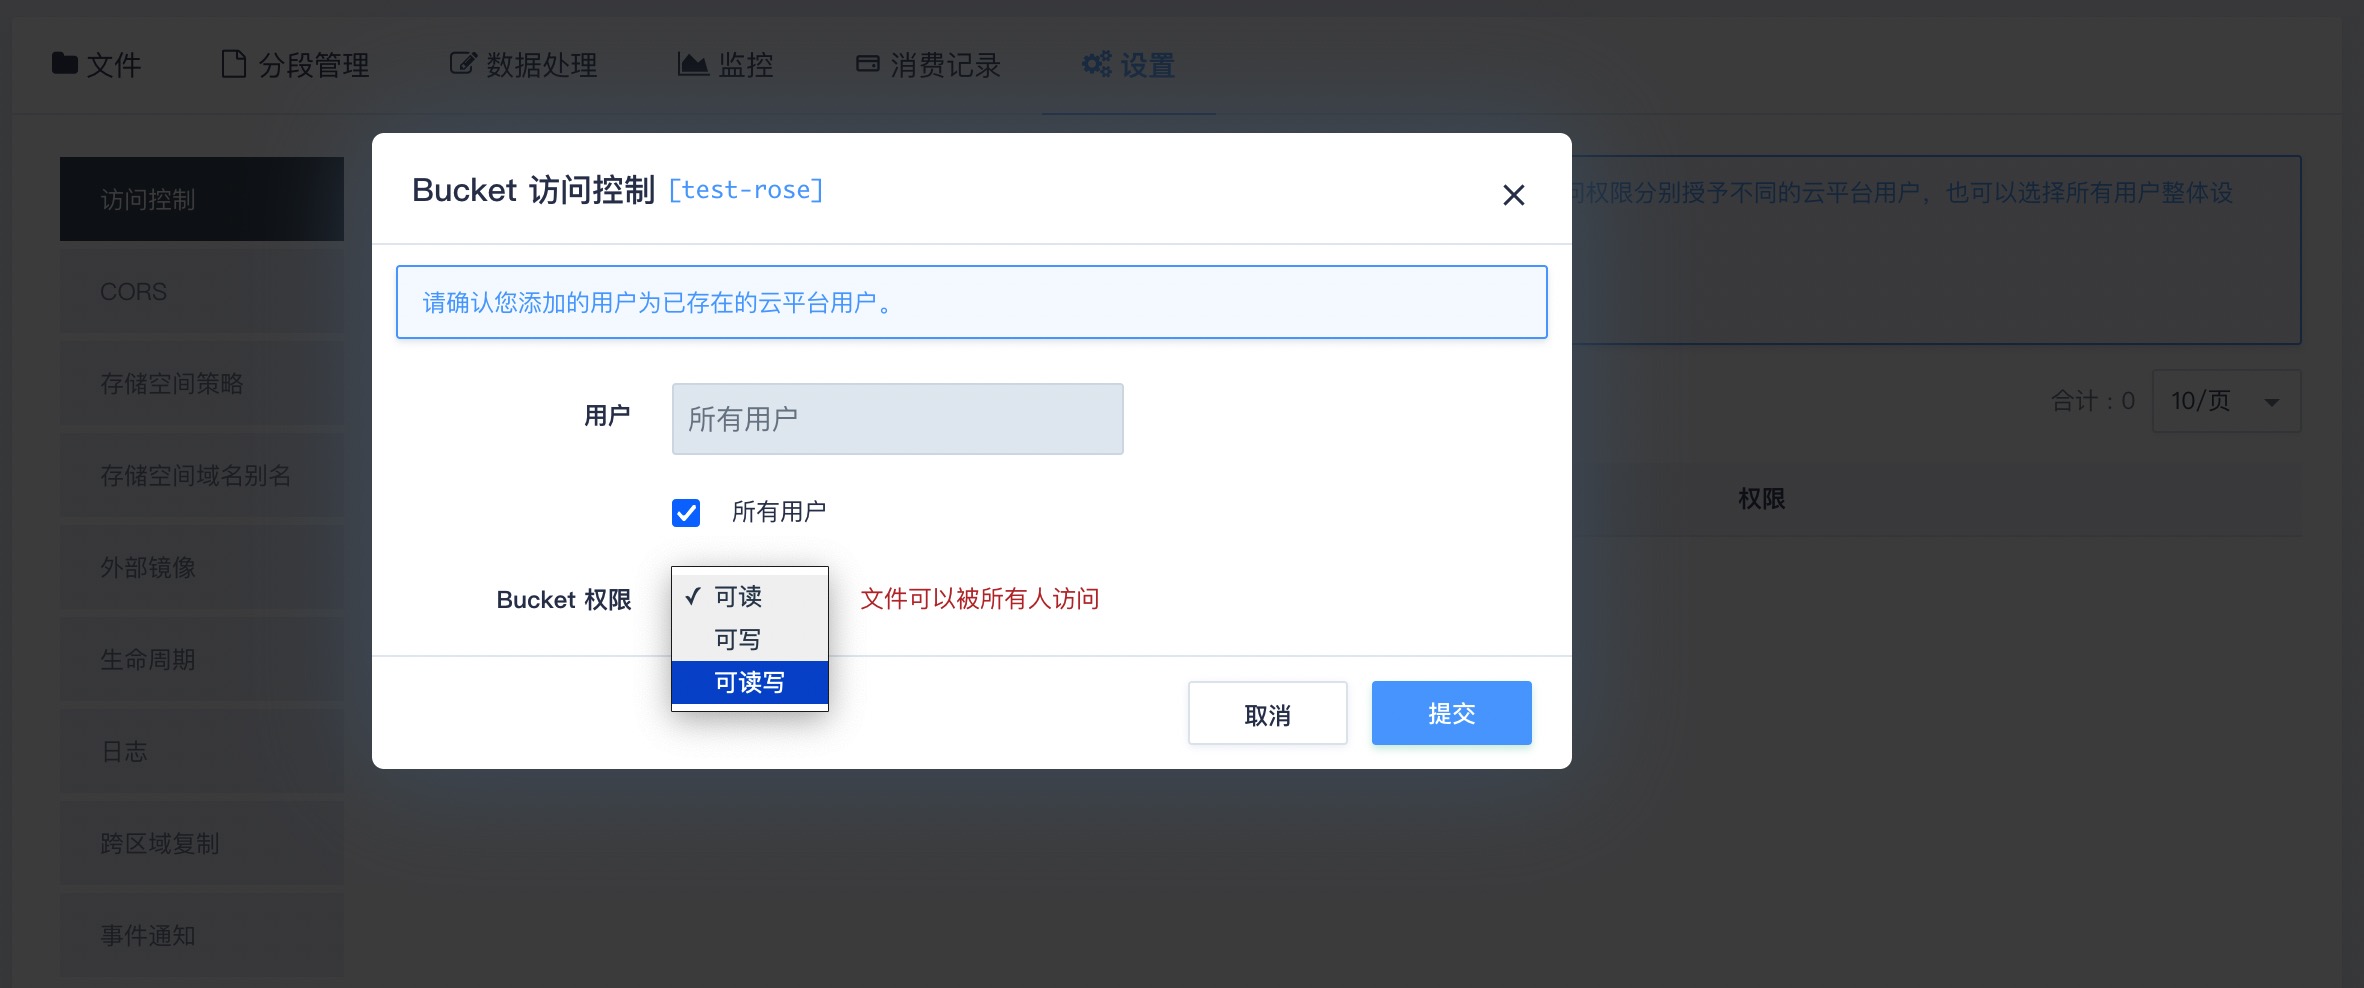 文件 分段管理 数据处理 监控 消费记录 设置
访问控制
CORS
存储空间策略
存储空间域名别名
外部镜像
生命周期
日志
跨区域复制
事件通知
权限分别授予不同的云平台用户，也可以选择所有用户整体设
合计：0 10/页
权限
Bucket 访问控制 [test-rose]
请确认您添加的用户为已存在的云平台用户。
用户 所有用户
所有用户
Bucket 权限 ✓ 可读 文件可以被所有人访问
可写
可读写
取消 提交